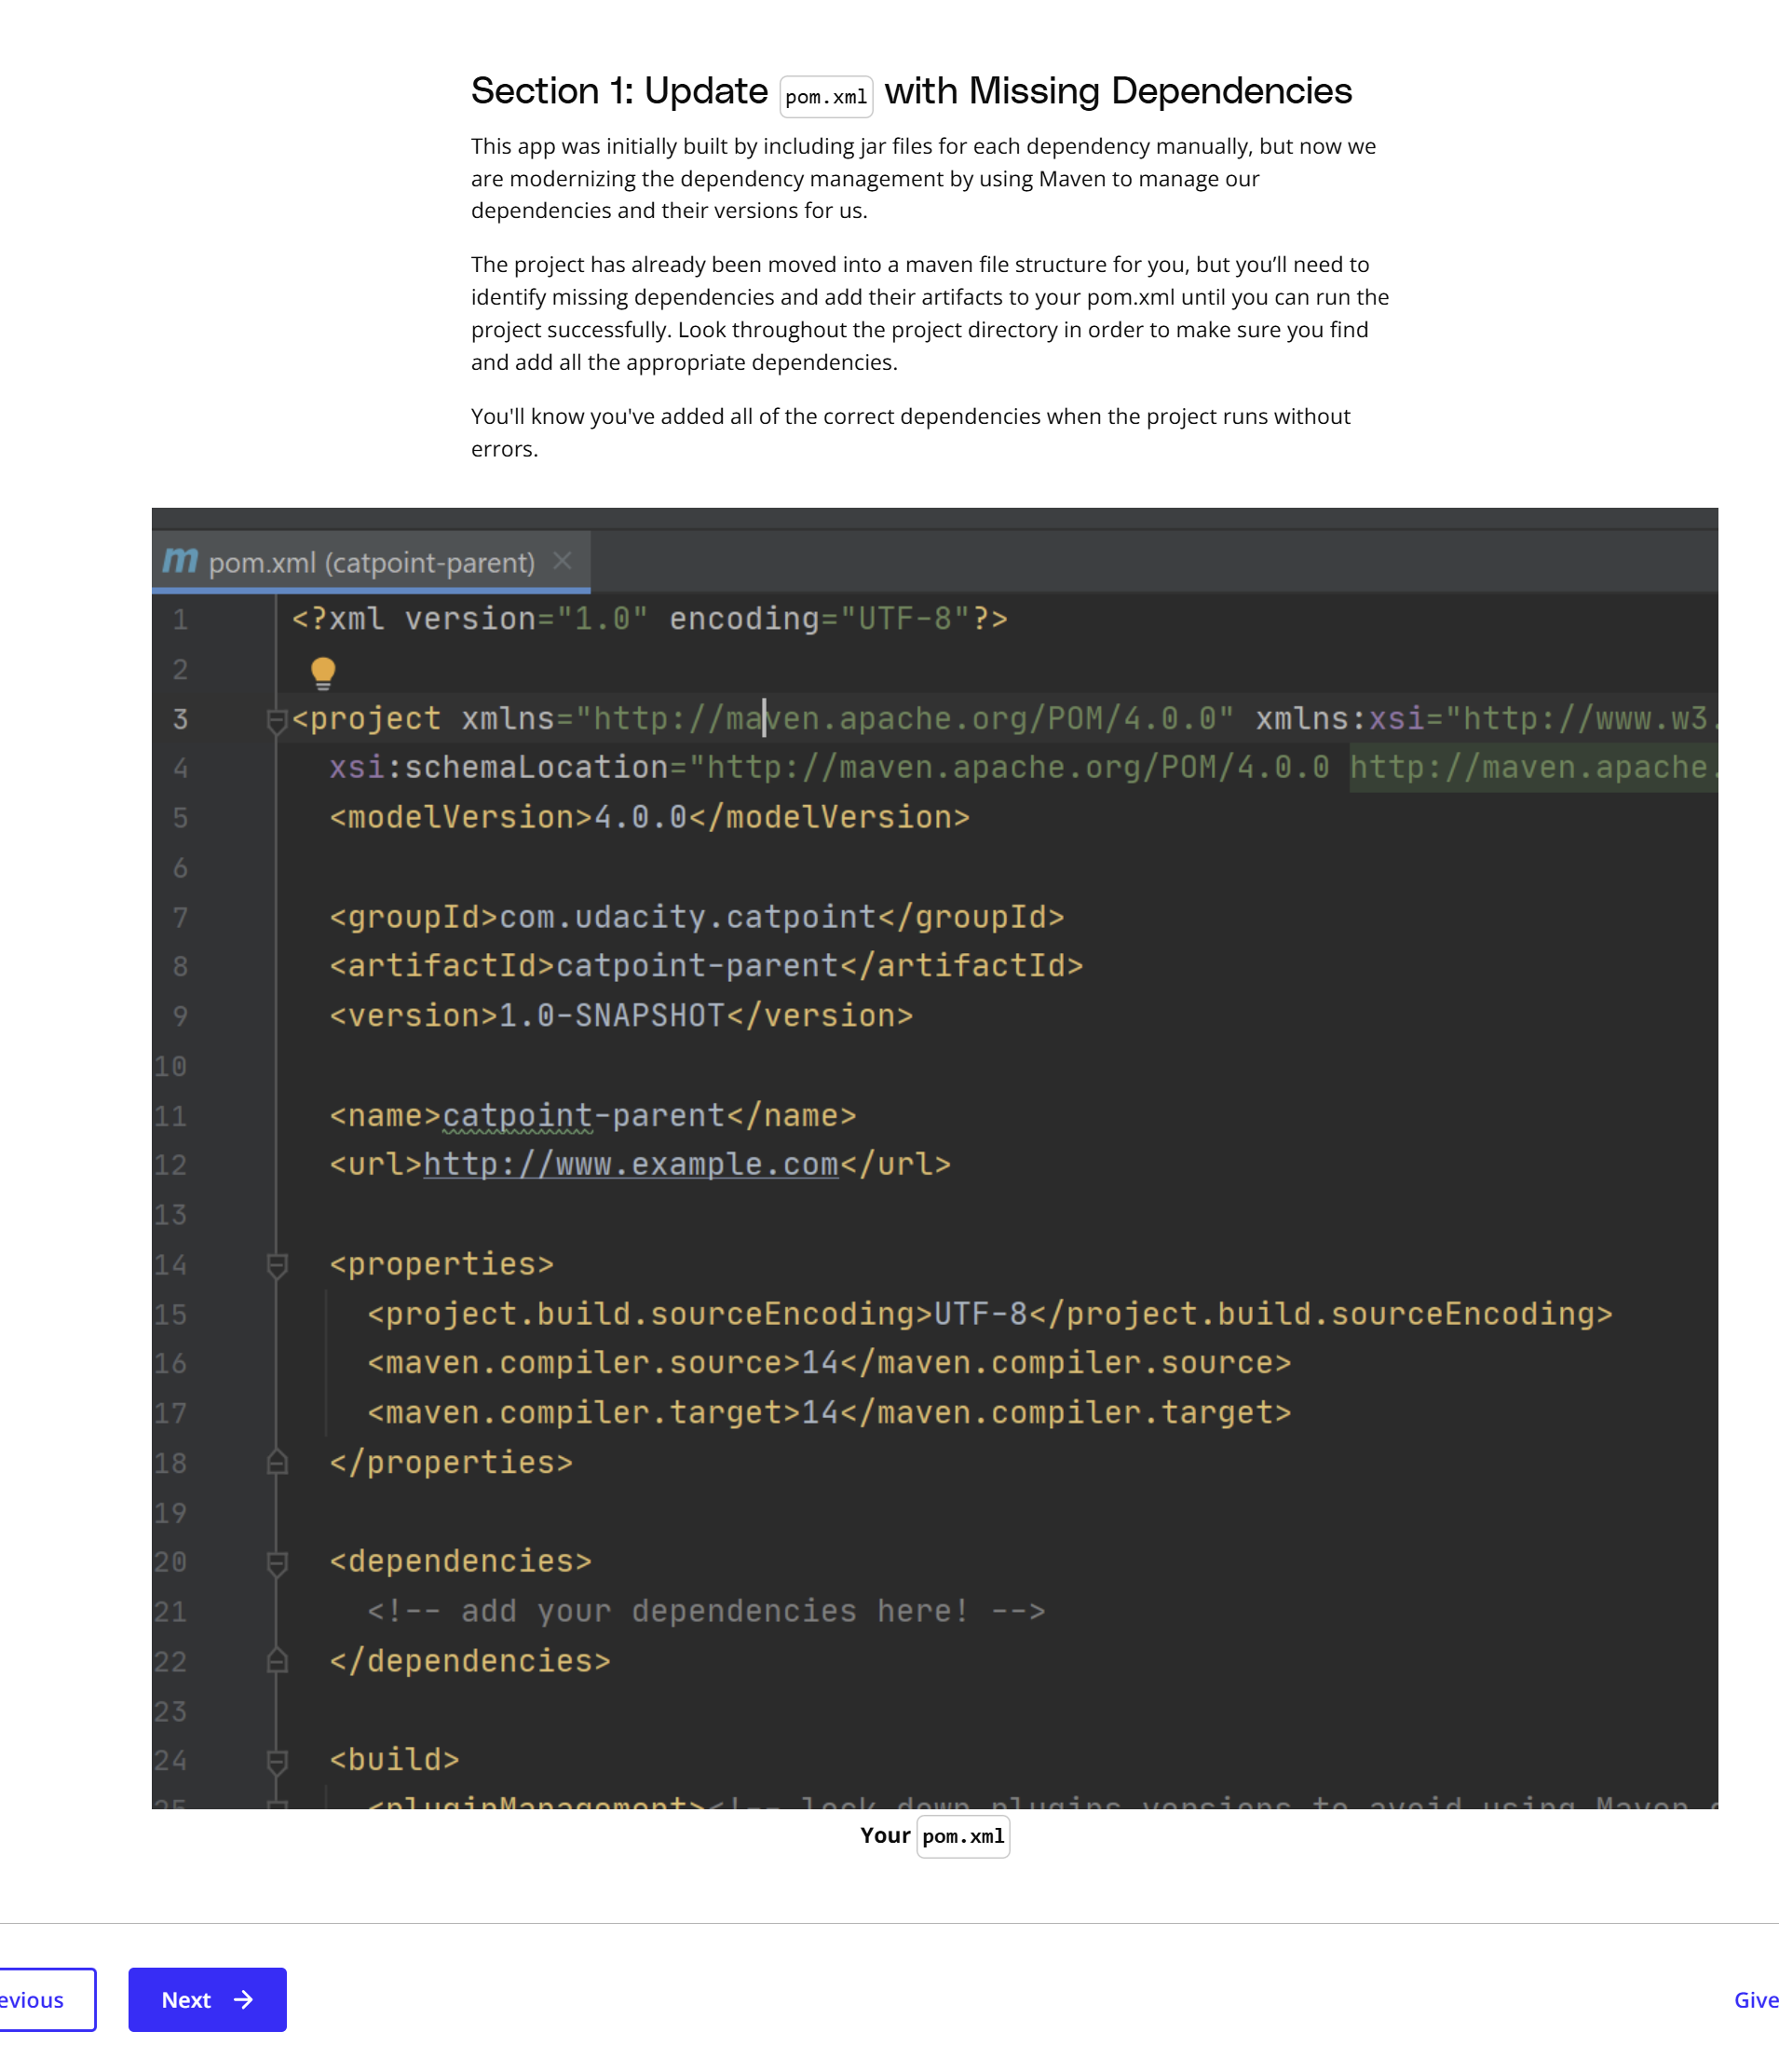 Section 1: Update pom.xml with Missing Dependencies
This app was initially built by including jar files for each dependency manually, but now we
are modernizing the dependency management by using Maven to manage our
dependencies and their versions for us.
The project has already been moved into a maven file structure for you, but you’ll need to
identify missing dependencies and add their artifacts to your pom.xml until you can run the
project successfully. Look throughout the project directory in order to make sure you find
and add all the appropriate dependencies.
You'll know you've added all of the correct dependencies when the project runs without
errors.
m pom.xml (catpoint-parent)
1 <?xml version="1.0" encoding="UTF-8"?>
2
3 <project xmlns="http://maven.apache.org/POM/4.0.0" xmlns:xsi="http://www.w3.
4 xsi:schemaLocation="http://maven.apache.org/POM/4.0.0 http://maven.apache.
5 <modelVersion>4.0.0</modelVersion>
6
7 <groupId>com.udacity.catpoint</groupId>
8 <artifactId>catpoint-parent</artifactId>
9 <version>1.0-SNAPSHOT</version>
10
11 <name>catpoint-parent</name>
12 <url>http://www.example.com</url>
13
14 <properties>
15 <project.build.sourceEncoding>UTF-8</project.build.sourceEncoding>
16 <maven.compiler.source>14</maven.compiler.source>
17 <maven.compiler.target>14</maven.compiler.target>
18 </properties>
19
20 <dependencies>
21 <!-- add your dependencies here! -->
22 </dependencies>
23
24 <build>
25 <pluginManagement><!-- lock down plugins versions to avoid using Maven
Your pom.xml
evious
Next
Give